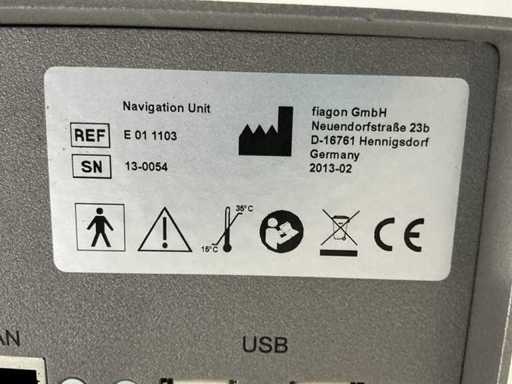 Navigation Unit
REF E 01 1103
SN 13-0054
fiagon GmbH
Neuendorfstraße 23b
D-16761 Hennigsdorf
Germany
2013-02
35°C
15°C
CE
AN
USB